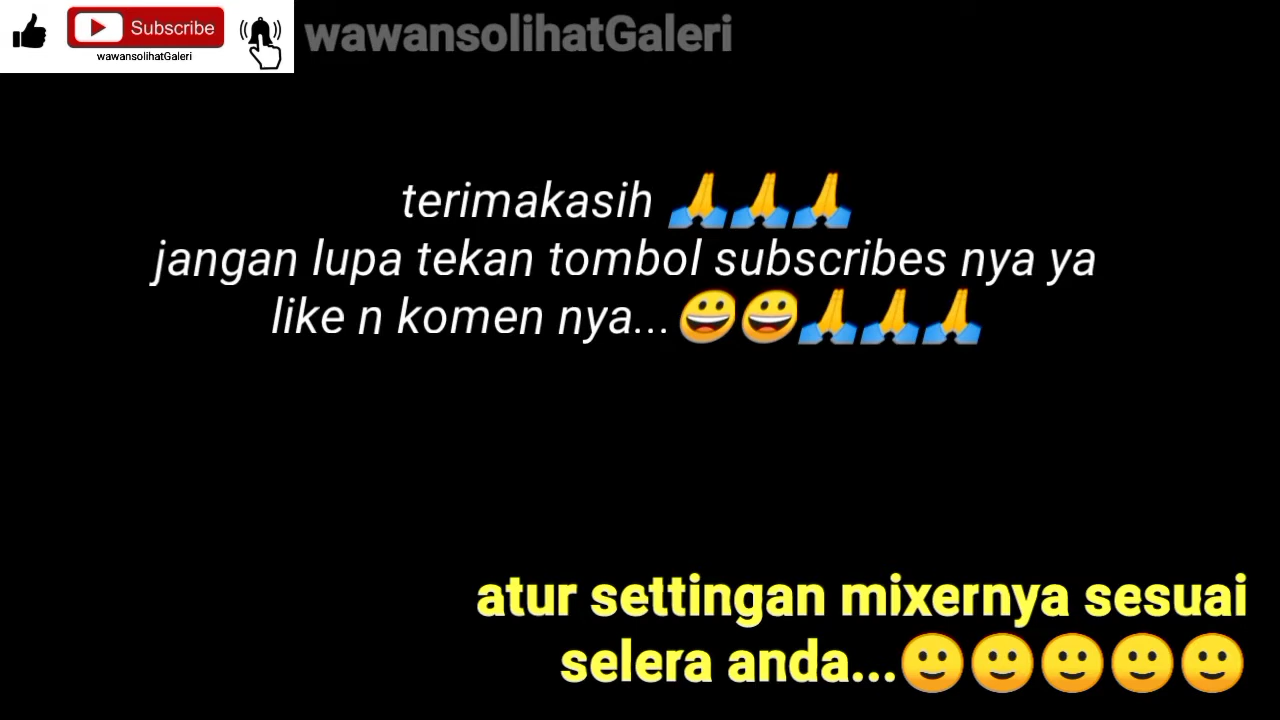 Subscribe
wawansolihatGaleri
wawansolihatGaleri
terimakasih 🙏🙏🙏
jangan lupa tekan tombol subscribes nya ya
like n komen nya...😀😀🙏🙏🙏
atur settingan mixernya sesuai
selera anda...🙂🙂🙂🙂🙂